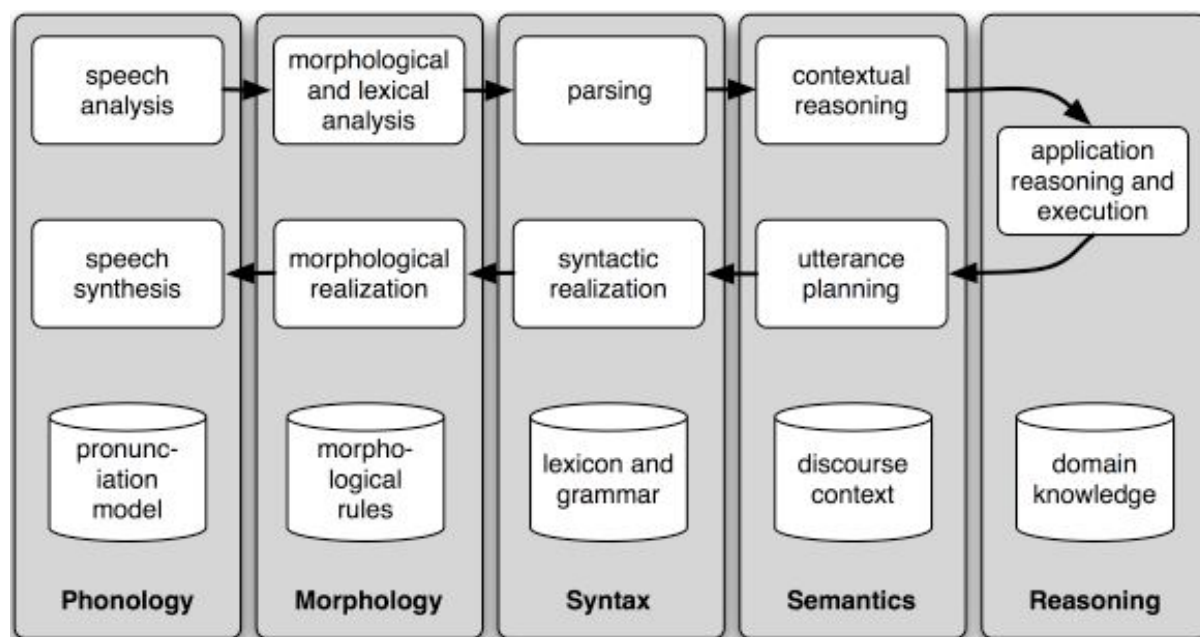 speech
analysis
morphological
and lexical
analysis
parsing
contextual
reasoning
application
reasoning and
execution
speech
synthesis
morphological
realization
syntactic
realization
utterance
planning
pronunc-
iation
model
morpho-
logical
rules
lexicon and
grammar
discourse
context
domain
knowledge
Phonology
Morphology
Syntax
Semantics
Reasoning